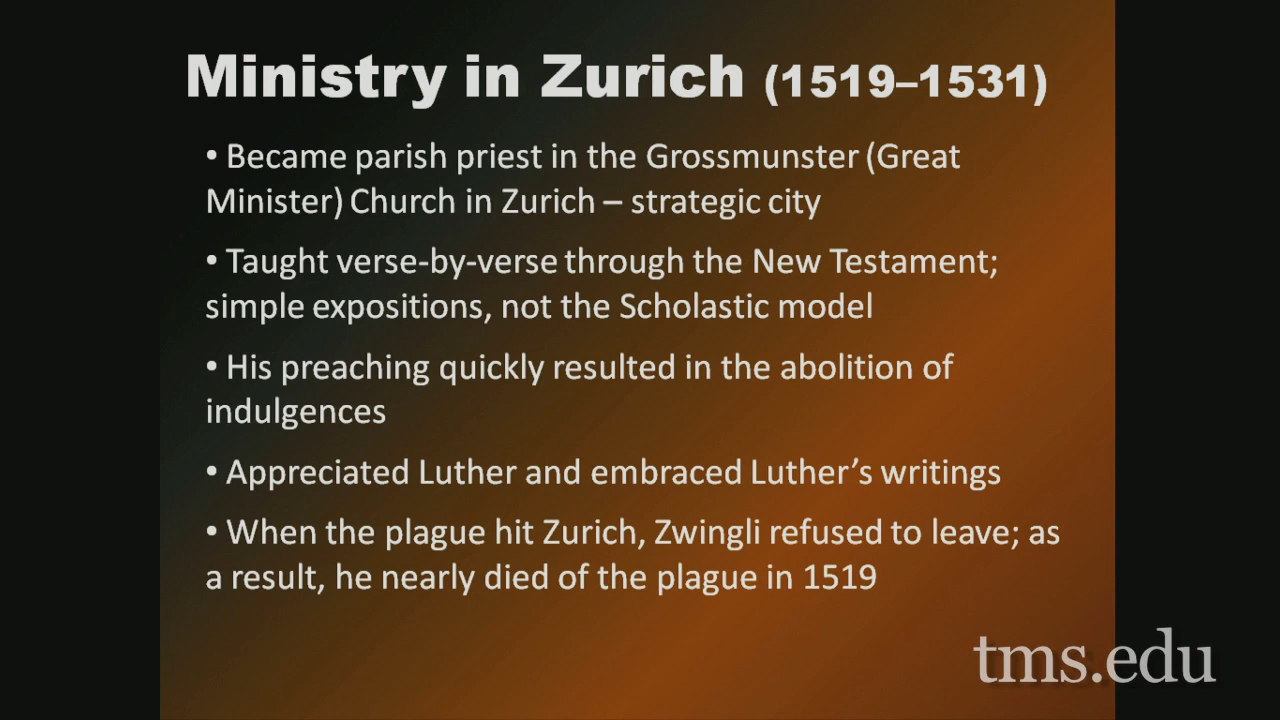 Ministry in Zurich (1519–1531)
• Became parish priest in the Grossmunster (Great
Minister) Church in Zurich – strategic city
• Taught verse-by-verse through the New Testament;
simple expositions, not the Scholastic model
• His preaching quickly resulted in the abolition of
indulgences
• Appreciated Luther and embraced Luther’s writings
• When the plague hit Zurich, Zwingli refused to leave; as
a result, he nearly died of the plague in 1519
tms.edu